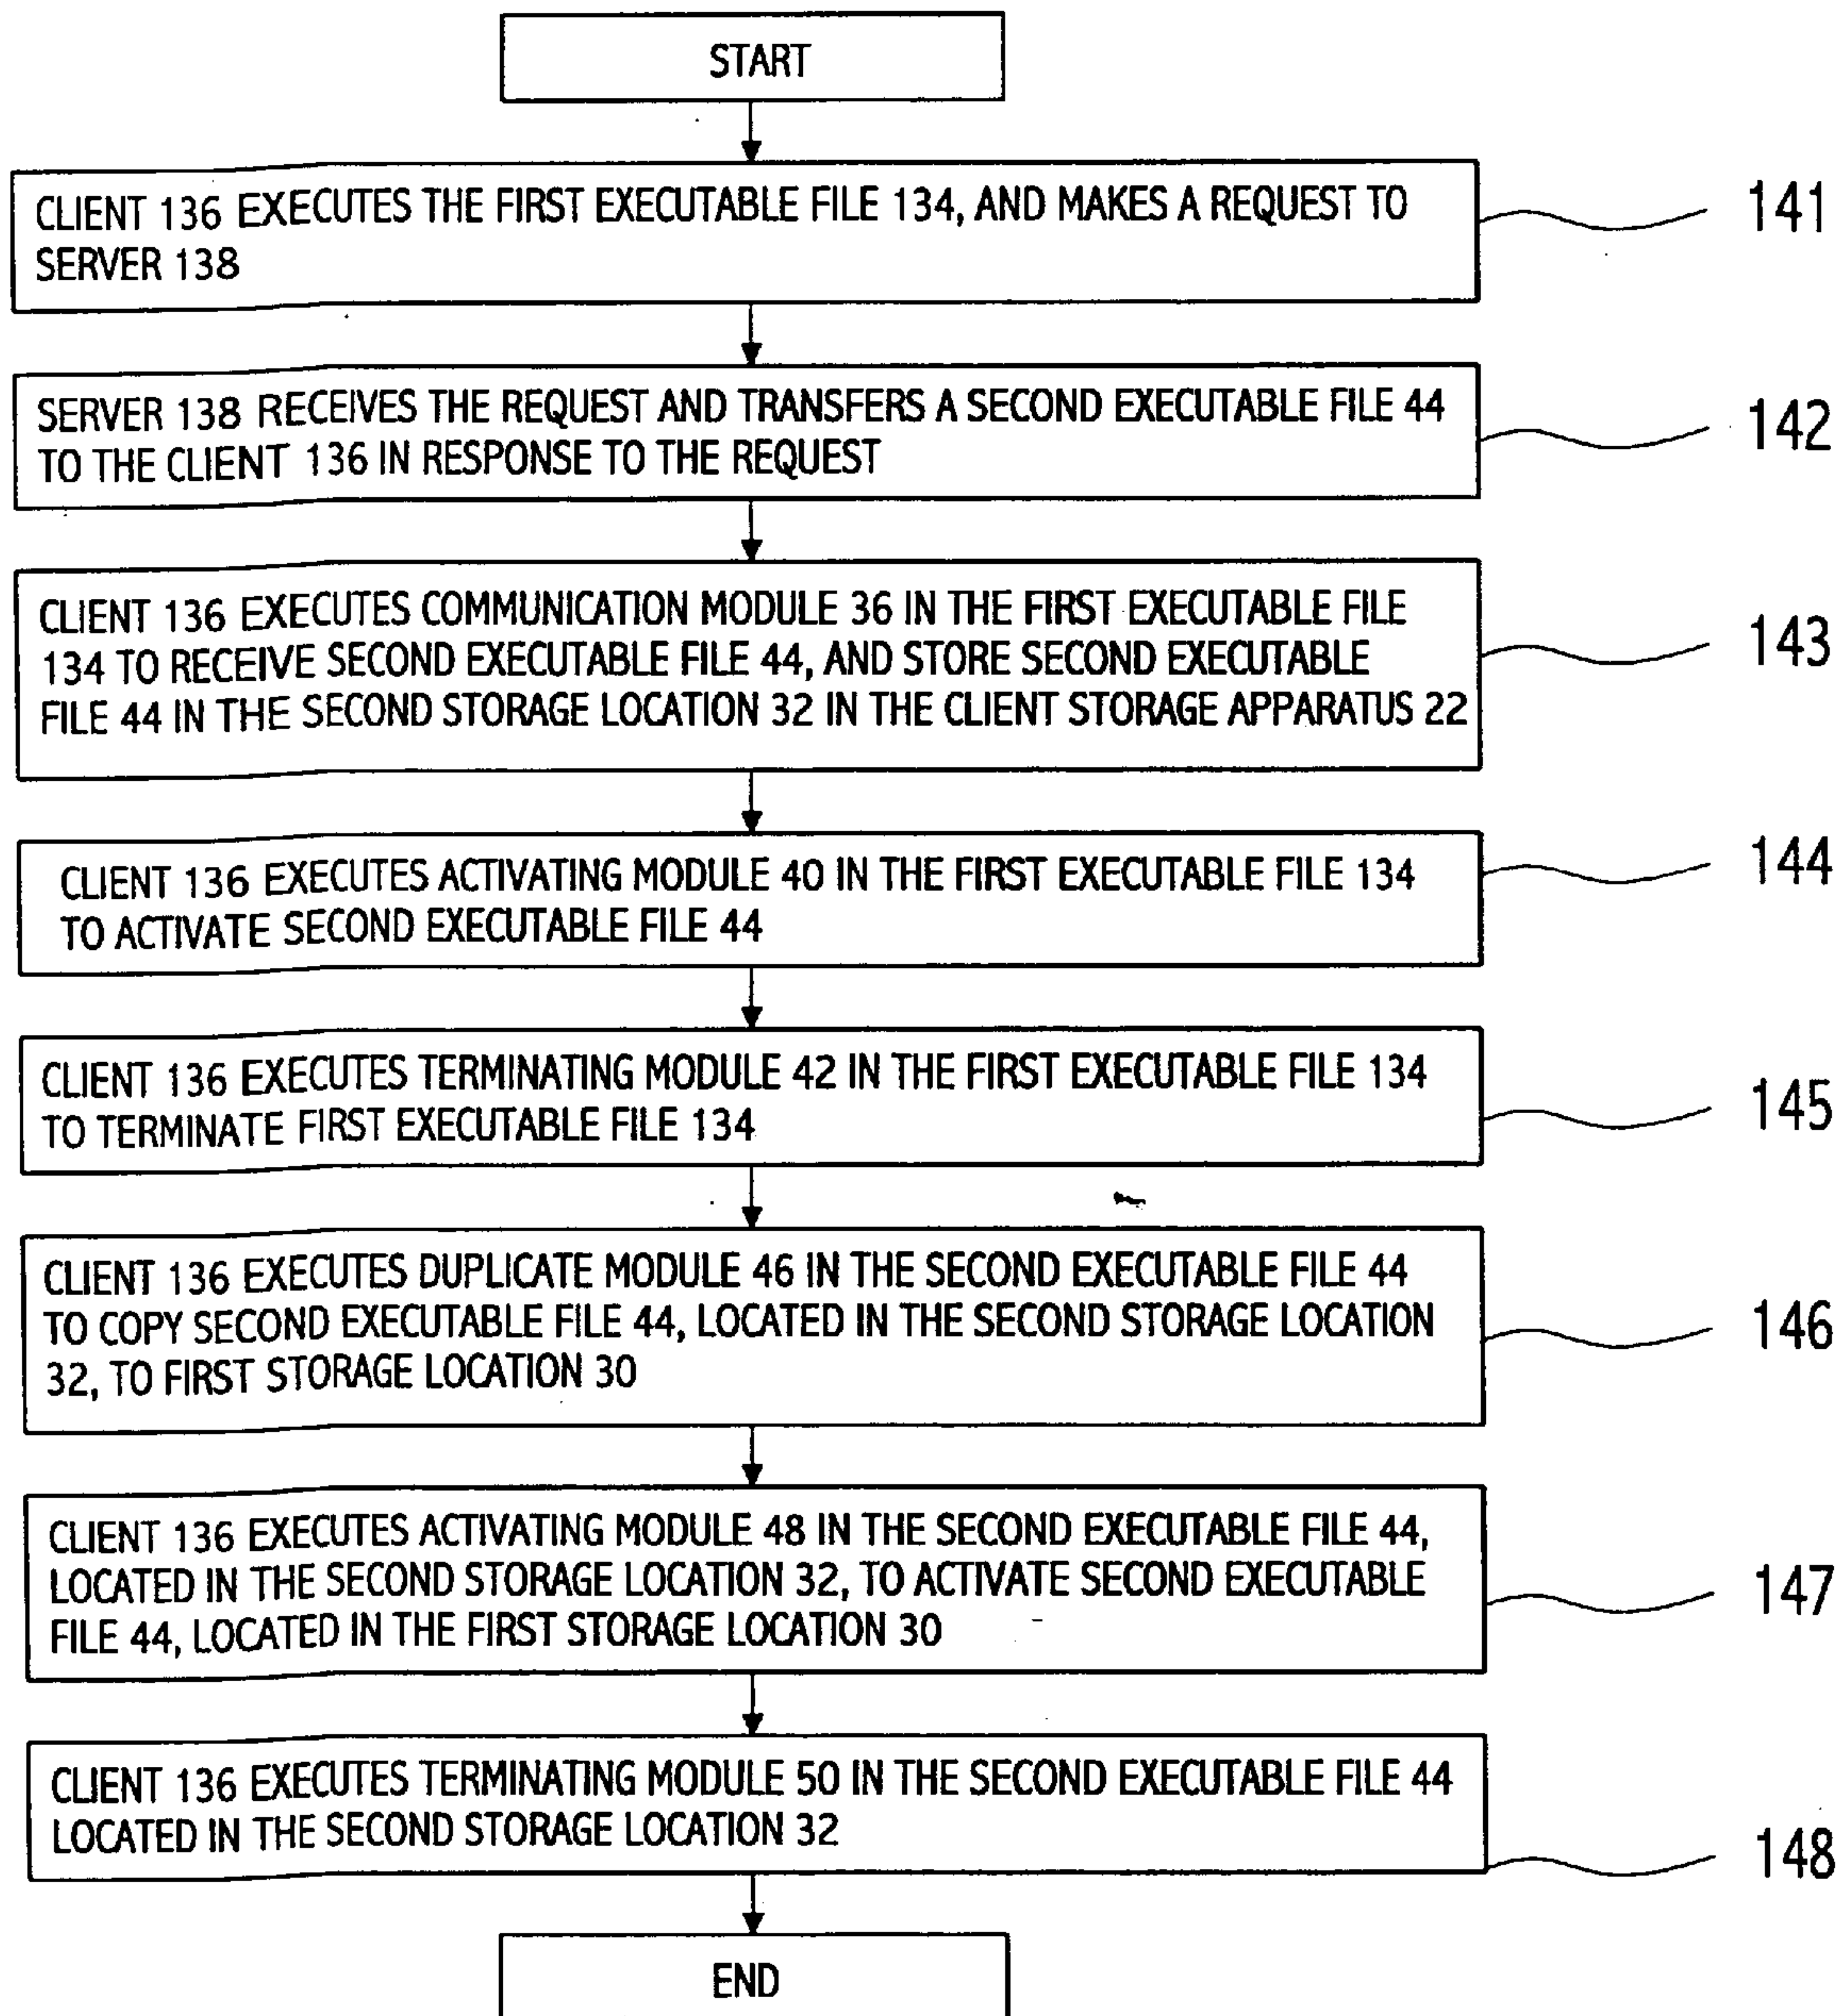 START
CLIENT 136 EXECUTES THE FIRST EXECUTABLE FILE 134, AND MAKES A REQUEST TO
SERVER 138
141
SERVER 138 RECEIVES THE REQUEST AND TRANSFERS A SECOND EXECUTABLE FILE 44
TO THE CLIENT 136 IN RESPONSE TO THE REQUEST
142
CLIENT 136 EXECUTES COMMUNICATION MODULE 36 IN THE FIRST EXECUTABLE FILE
134 TO RECEIVE SECOND EXECUTABLE FILE 44, AND STORE SECOND EXECUTABLE
FILE 44 IN THE SECOND STORAGE LOCATION 32 IN THE CLIENT STORAGE APPARATUS 22
143
CLIENT 136 EXECUTES ACTIVATING MODULE 40 IN THE FIRST EXECUTABLE FILE 134
TO ACTIVATE SECOND EXECUTABLE FILE 44
144
CLIENT 136 EXECUTES TERMINATING MODULE 42 IN THE FIRST EXECUTABLE FILE 134
TO TERMINATE FIRST EXECUTABLE FILE 134
145
CLIENT 136 EXECUTES DUPLICATE MODULE 46 IN THE SECOND EXECUTABLE FILE 44
TO COPY SECOND EXECUTABLE FILE 44, LOCATED IN THE SECOND STORAGE LOCATION
32, TO FIRST STORAGE LOCATION 30
146
CLIENT 136 EXECUTES ACTIVATING MODULE 48 IN THE SECOND EXECUTABLE FILE 44,
LOCATED IN THE SECOND STORAGE LOCATION 32, TO ACTIVATE SECOND EXECUTABLE
FILE 44, LOCATED IN THE FIRST STORAGE LOCATION 30
147
CLIENT 136 EXECUTES TERMINATING MODULE 50 IN THE SECOND EXECUTABLE FILE 44
LOCATED IN THE SECOND STORAGE LOCATION 32
148
END